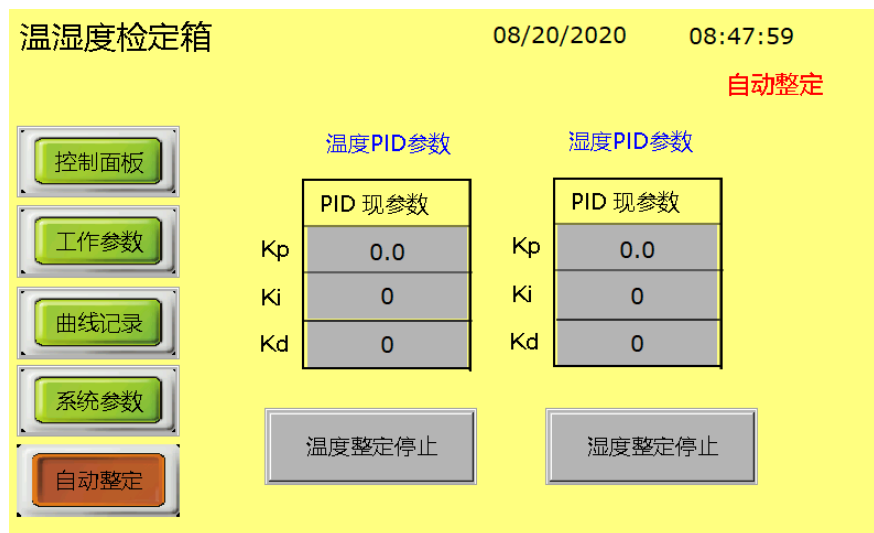 温湿度检定箱 08/20/2020 08:47:59
自动整定
控制面板
工作参数
曲线记录
系统参数
自动整定
温度PID参数
PID 现参数
Kp 0.0
Ki 0
Kd 0
温度整定停止
湿度PID参数
PID 现参数
Kp 0.0
Ki 0
Kd 0
湿度整定停止